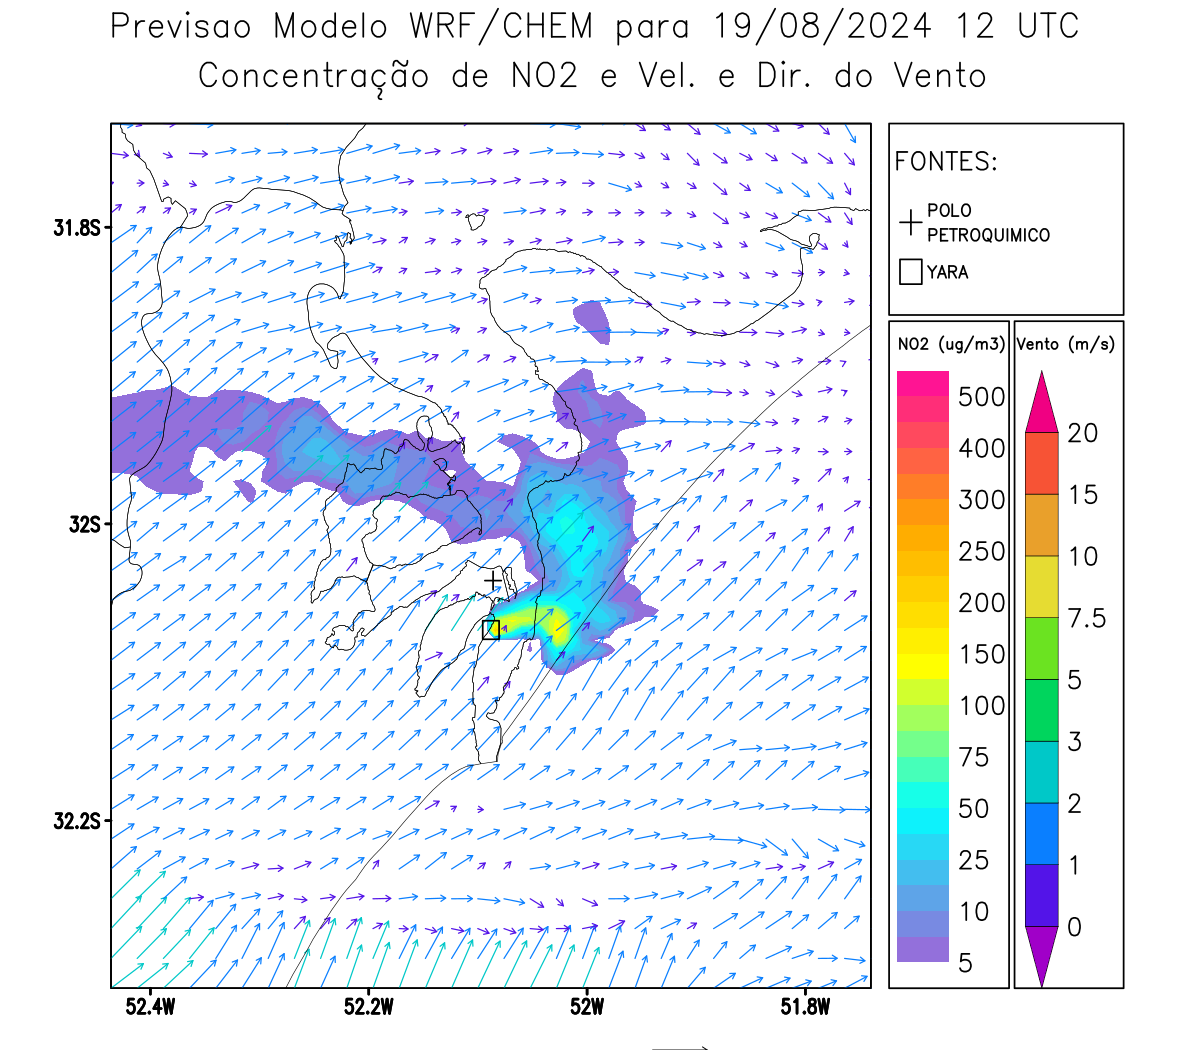 Previsao Modelo WRF/CHEM para 19/08/2024 12 UTC
Concentração de NO2 e Vel. e Dir. do Vento
FONTES:
POLO
PETROQUIMICO
YARA
31.8S
32S
32.2S
52.4W
52.2W
52W
51.8W
NO2 (ug/m3)
500
400
300
250
200
150
100
75
50
25
10
5
Vento (m/s)
20
15
10
7.5
5
3
2
1
0